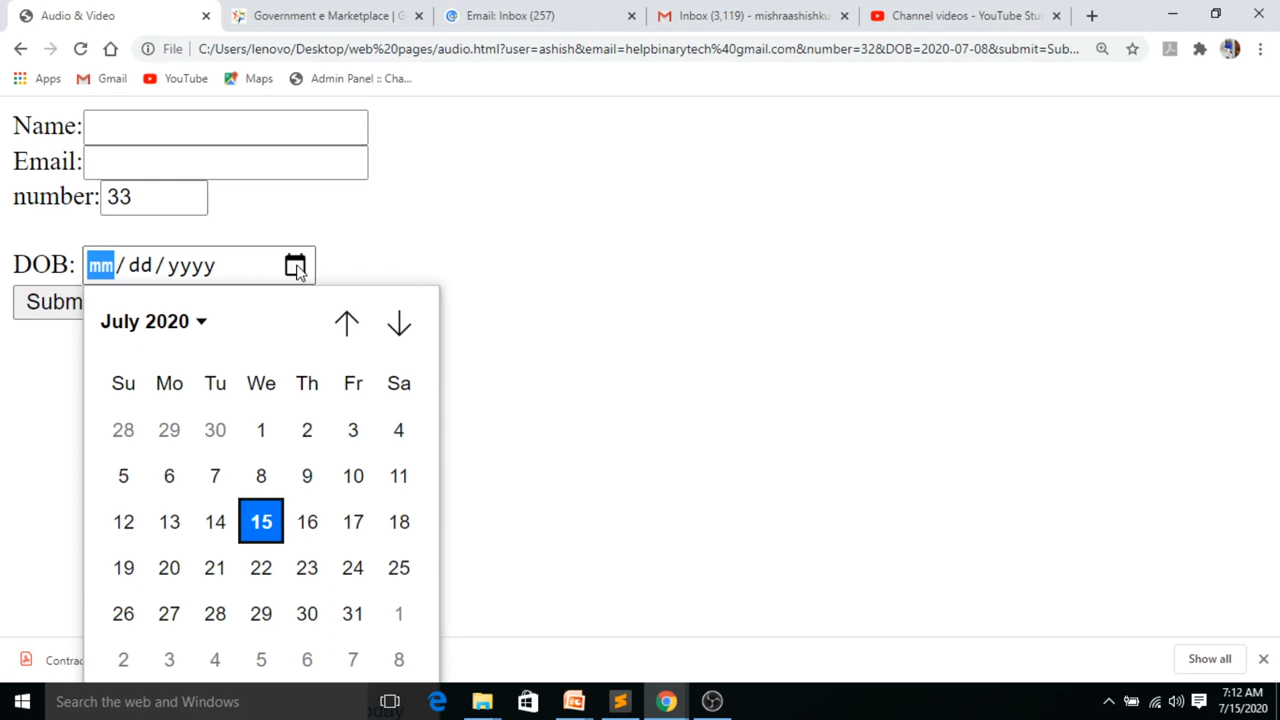 Audio & Video
Government e Marketplace | G
Email: Inbox (257)
Inbox (3,119) - mishraashishku
Channel videos - YouTube Stu
File
C:/Users/lenovo/Desktop/web%20pages/audio.html?user=ashish&email=helpbinarytech%40gmail.com&number=32&DOB=2020-07-08&submit=Sub...
Apps
Gmail
YouTube
Maps
Admin Panel :: Cha...
Name:
Email:
number: 33
DOB: mm/dd/yyyy
Subm
July 2020
Su Mo Tu We Th Fr Sa
28 29 30 1 2 3 4
5 6 7 8 9 10 11
12 13 14 15 16 17 18
19 20 21 22 23 24 25
26 27 28 29 30 31 1
2 3 4 5 6 7 8
Contrac
Show all
Search the web and Windows
7:12 AM
7/15/2020